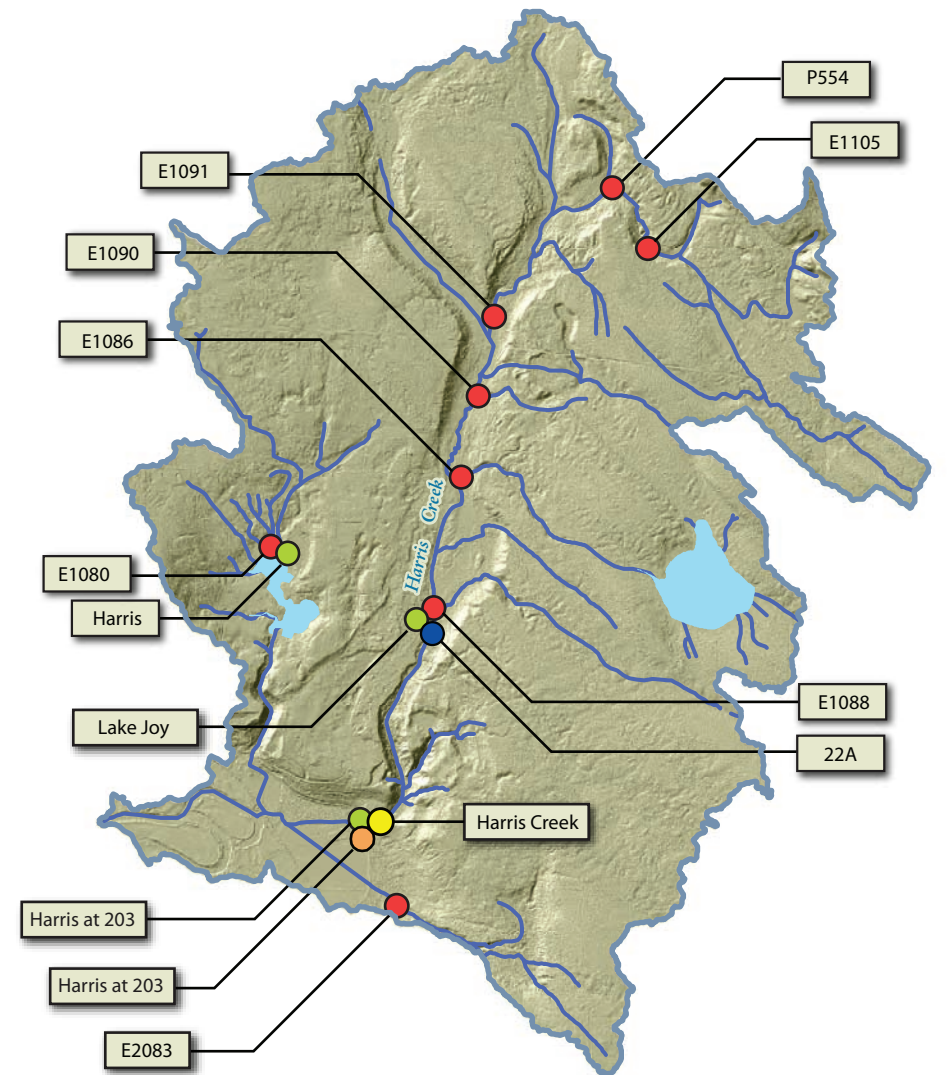 P554
E1105
E1091
E1090
E1086
Harris Creek
E1080
Harris
Lake Joy
E1088
22A
Harris Creek
Harris at 203
Harris at 203
E2083